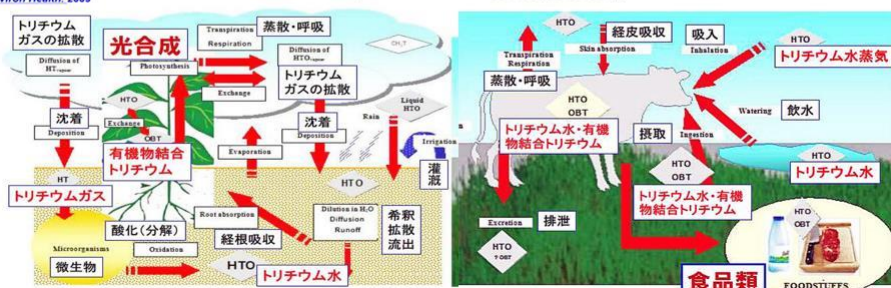 Health. 2009
トリチウム
ガスの拡散
Diffusion of
HT
沈着
Deposition
HT
トリチウムガス
Microorganisms
微生物
酸化(分解)
Oxidation
光合成
Photosynthesis
HTO
Exchange
OBT
有機物結合
トリチウム
Transpiration
Respiration
蒸散・呼吸
Exchange
Diffusion of
HTO
トリチウム
ガスの拡散
沈着
Deposition
Evaporation
Rain
Liquid
HTO
Irrigation
灌漑
HTO
Dilution in H2O
Diffusion
Runoff
希釈
拡散
流出
Root absorption
経根吸収
HTO
トリチウム水
HTO
Transpiration
Respiration
蒸散・呼吸
経皮吸収
Skin absorption
吸入
Inhalation
HTO
トリチウム水蒸気
HTO
OBT
トリチウム水・有機
物結合トリチウム
摂取
Ingestion
Watering
飲水
HTO
トリチウム水
HTO
OBT
トリチウム水・有機
物結合トリチウム
Excretion
排泄
HTO
HTO
OBT
食品類
FOODSTUFFS